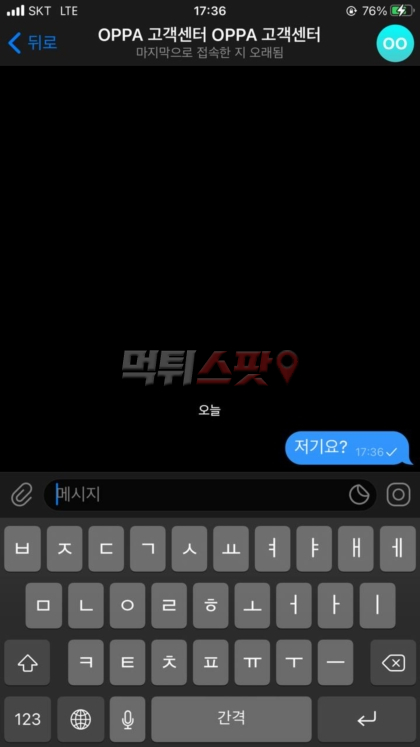 SKT LTE 17:36 76%
뒤로 OPPA 고객센터 OPPA 고객센터 OO
마지막으로 접속한 지 오래됨
먹튀스팟
오늘
저기요? 17:36
메시지
ㅂ ㅈ ㄷ ㄱ ㅅ ㅛ ㅕ ㅑ ㅐ ㅔ
ㅁ ㄴ ㅇ ㄹ ㅎ ㅗ ㅓ ㅏ ㅣ
ㅋ ㅌ ㅊ ㅍ ㅠ ㅜ ㅡ
123 간격